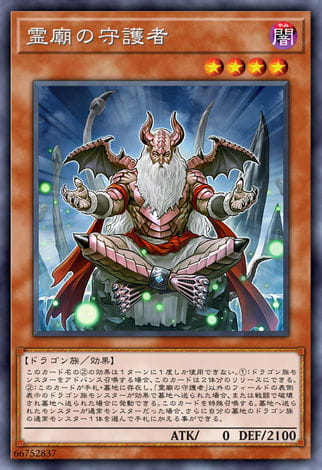 霊廟の守護者
闇
やみ
【ドラゴン族／効果】
このカード名の②の効果は１ターンに１度しか使用できない。①：ドラゴン族モ
ンスターをアドバンス召喚する場合、このカードは２体分のリリースにできる。
②：このカードが手札・墓地に存在し、「霊廟の守護者」以外のフィールドの表側
表示のドラゴン族モンスターが効果で墓地へ送られた場合、または戦闘で破壊
され墓地へ送られた場合に発動できる。このカードを特殊召喚する。墓地へ送ら
れたモンスターが通常モンスターだった場合、さらに自分の墓地のドラゴン族
の通常モンスター１体を選んで手札に加える事ができる。
ATK/ 0 DEF/2100
66752837